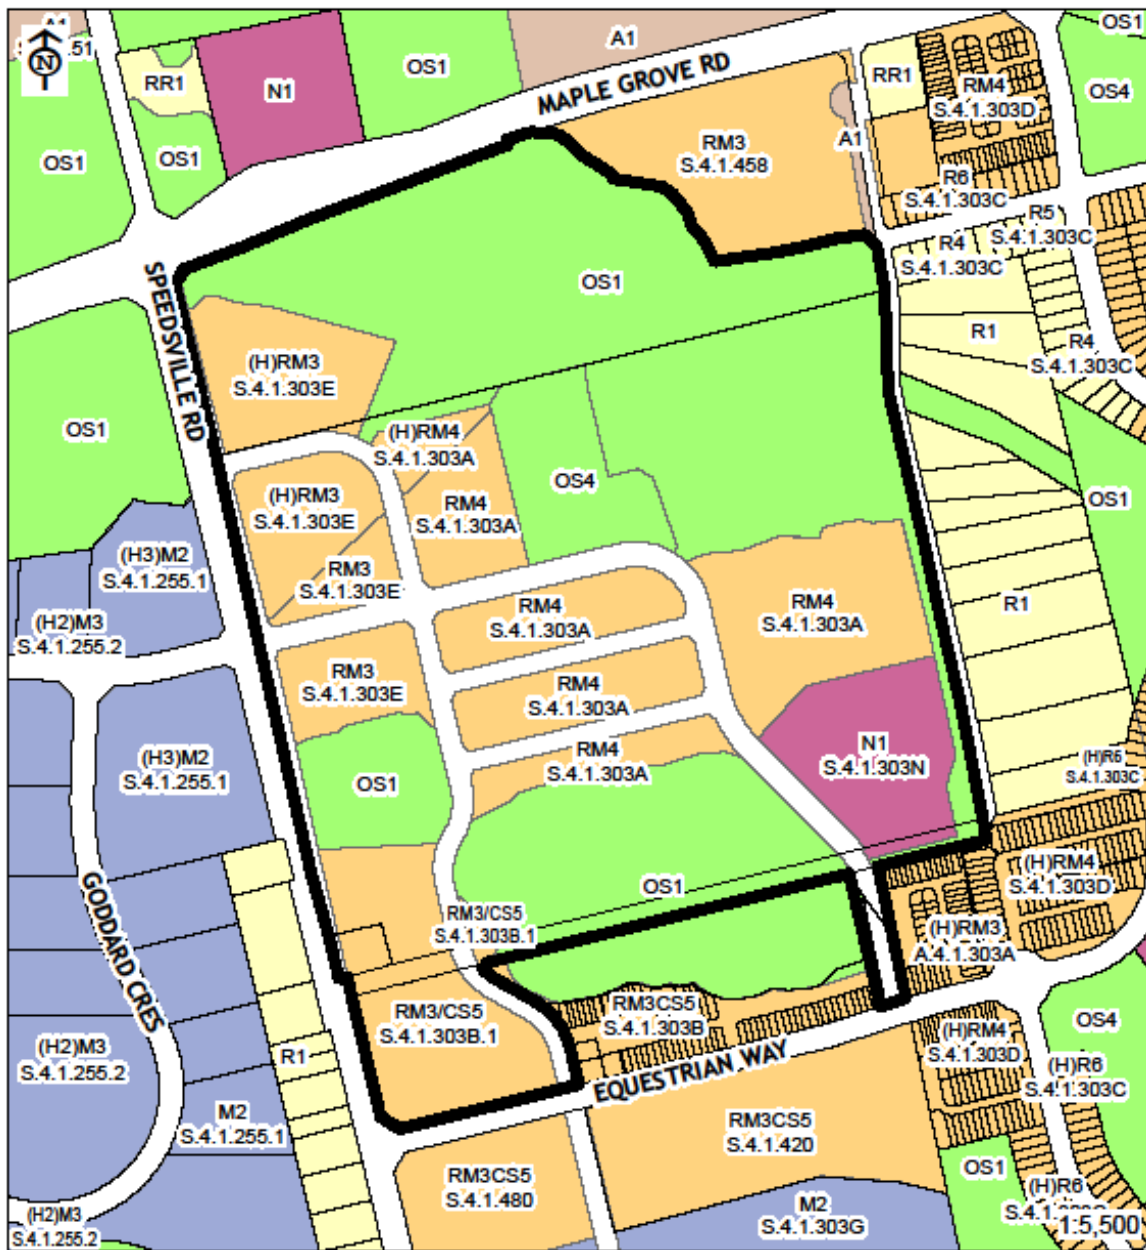 A1
S.4.1.51
N
RR1
N1
OS1
A1
MAPLE GROVE RD
RR1
RM4
S.4.1.303D
OS1
OS4
OS1
OS1
RM3
S.4.1.458
A1
R6
S.4.1.303C
R5
S.4.1.303C
R4
S.4.1.303C
SPEEDSVILLE RD
OS1
R1
R4
S.4.1.303C
(H)RM3
S.4.1.303E
OS1
(H)RM4
S.4.1.303A
(H)RM3
S.4.1.303E
RM4
S.4.1.303A
OS4
OS1
(H3)M2
S.4.1.255.1
RM3
S.4.1.303E
RM4
S.4.1.303A
RM4
S.4.1.303A
R1
(H2)M3
S.4.1.255.2
RM3
S.4.1.303E
RM4
S.4.1.303A
(H3)M2
S.4.1.255.1
RM4
S.4.1.303A
N1
S.4.1.303N
(H)R6
S.4.1.303C
OS1
GODDARD CRES
OS1
(H)RM4
S.4.1.303D
RM3/CS5
S.4.1.303B.1
(H)RM3
A.4.1.303A
RM3/CS5
S.4.1.303B.1
RM3CS5
S.4.1.303B
OS4
(H2)M3
S.4.1.255.2
R1
EQUESTRIAN WAY
(H)RM4
S.4.1.303D
(H)R6
S.4.1.303C
M2
S.4.1.255.1
RM3CS5
S.4.1.420
RM3CS5
S.4.1.480
OS1
(H)R6
(H2)M3
S.4.1.255.2
M2
S.4.1.303G
1:5,500